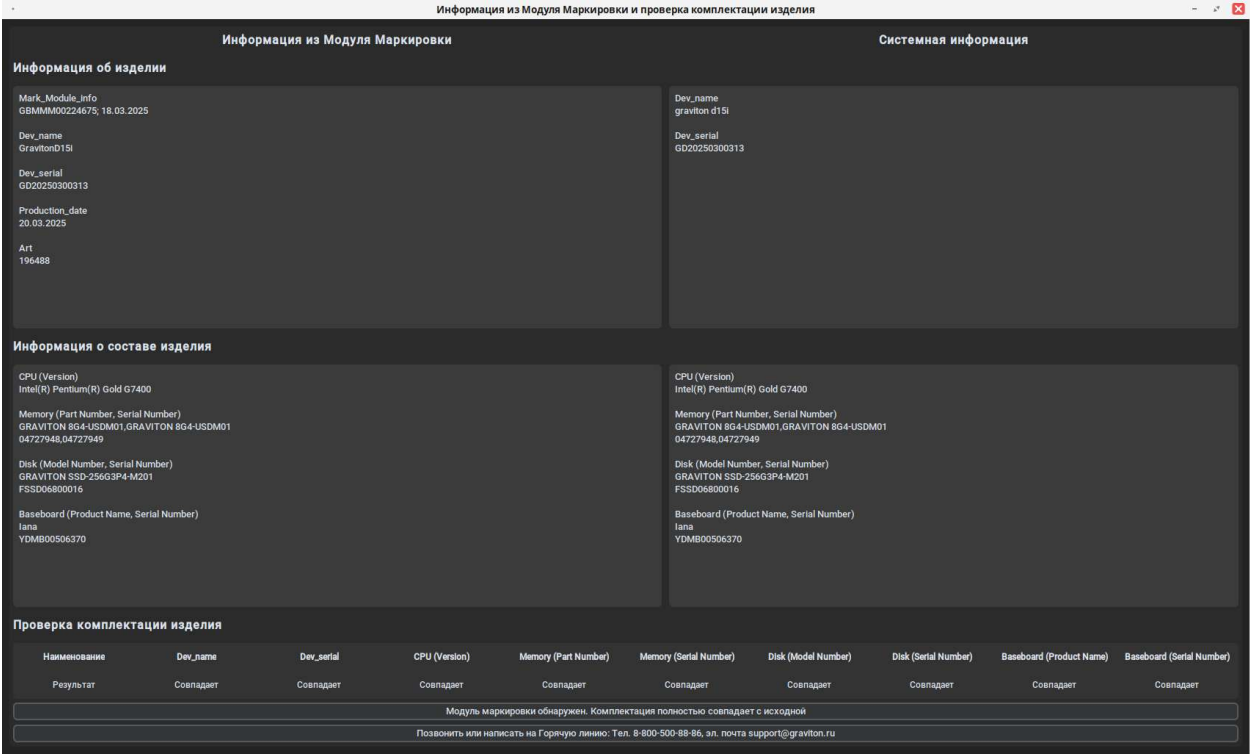 Информация из Модуля Маркировки и проверка комплектации изделия
Информация из Модуля Маркировки
Системная информация
Информация об изделии
Mark_Module_info
GBMMM00224675; 18.03.2025
Dev_name
GravitonD15i
Dev_serial
GD20250300313
Production_date
20.03.2025
Art
196488
Dev_name
graviton d15i
Dev_serial
GD20250300313
Информация о составе изделия
CPU (Version)
Intel(R) Pentium(R) Gold G7400
Memory (Part Number, Serial Number)
GRAVITON 8G4-USDM01,GRAVITON 8G4-USDM01
04727948,04727949
Disk (Model Number, Serial Number)
GRAVITON SSD-256G3P4-M201
FSSD06800016
Baseboard (Product Name, Serial Number)
Iana
YDMB00506370
CPU (Version)
Intel(R) Pentium(R) Gold G7400
Memory (Part Number, Serial Number)
GRAVITON 8G4-USDM01,GRAVITON 8G4-USDM01
04727948,04727949
Disk (Model Number, Serial Number)
GRAVITON SSD-256G3P4-M201
FSSD06800016
Baseboard (Product Name, Serial Number)
Iana
YDMB00506370
Проверка комплектации изделия
Наименование Dev_name Dev_serial CPU (Version) Memory (Part Number) Memory (Serial Number) Disk (Model Number) Disk (Serial Number) Baseboard (Product Name) Baseboard (Serial Number)
Результат Совпадает Совпадает Совпадает Совпадает Совпадает Совпадает Совпадает Совпадает Совпадает
Модуль маркировки обнаружен. Комплектация полностью совпадает с исходной
Позвонить или написать на Горячую линию: Тел. 8-800-500-88-86, эл. почта support@graviton.ru